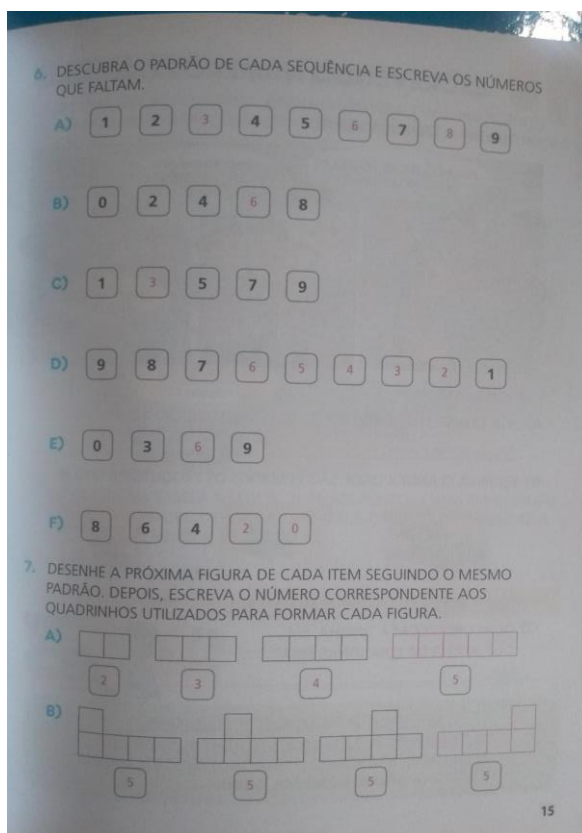 6. DESCUBRA O PADRÃO DE CADA SEQUÊNCIA E ESCREVA OS NÚMEROS
QUE FALTAM.
A) 1 2 3 4 5 6 7 8 9
B) 0 2 4 6 8
C) 1 3 5 7 9
D) 9 8 7 6 5 4 3 2 1
E) 0 3 6 9
F) 8 6 4 2 0
7. DESENHE A PRÓXIMA FIGURA DE CADA ITEM SEGUINDO O MESMO
PADRÃO. DEPOIS, ESCREVA O NÚMERO CORRESPONDENTE AOS
QUADRINHOS UTILIZADOS PARA FORMAR CADA FIGURA.
A)
2 3 4 5
B)
5 5 5 5
15